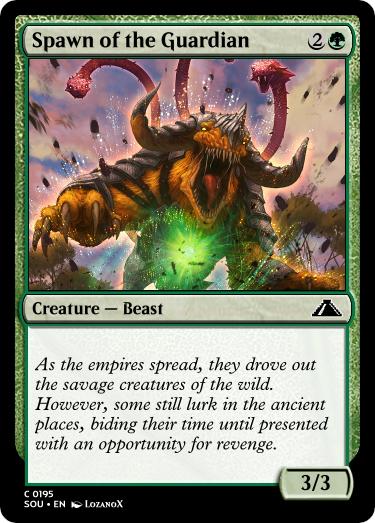 Spawn of the Guardian 2
Creature — Beast
As the empires spread, they drove out
the savage creatures of the wild.
However, some still lurk in the ancient
places, biding their time until presented
with an opportunity for revenge.
3/3
C 0195
SOU • EN LozanoX